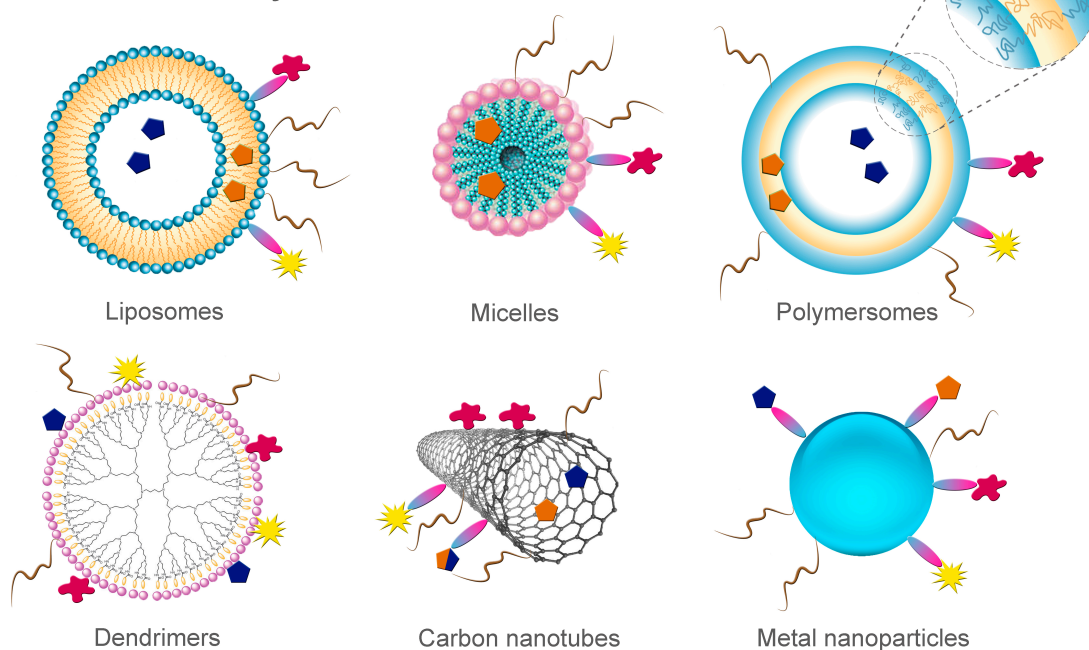 Liposomes
Micelles
Polymersomes
Dendrimers
Carbon nanotubes
Metal nanoparticles